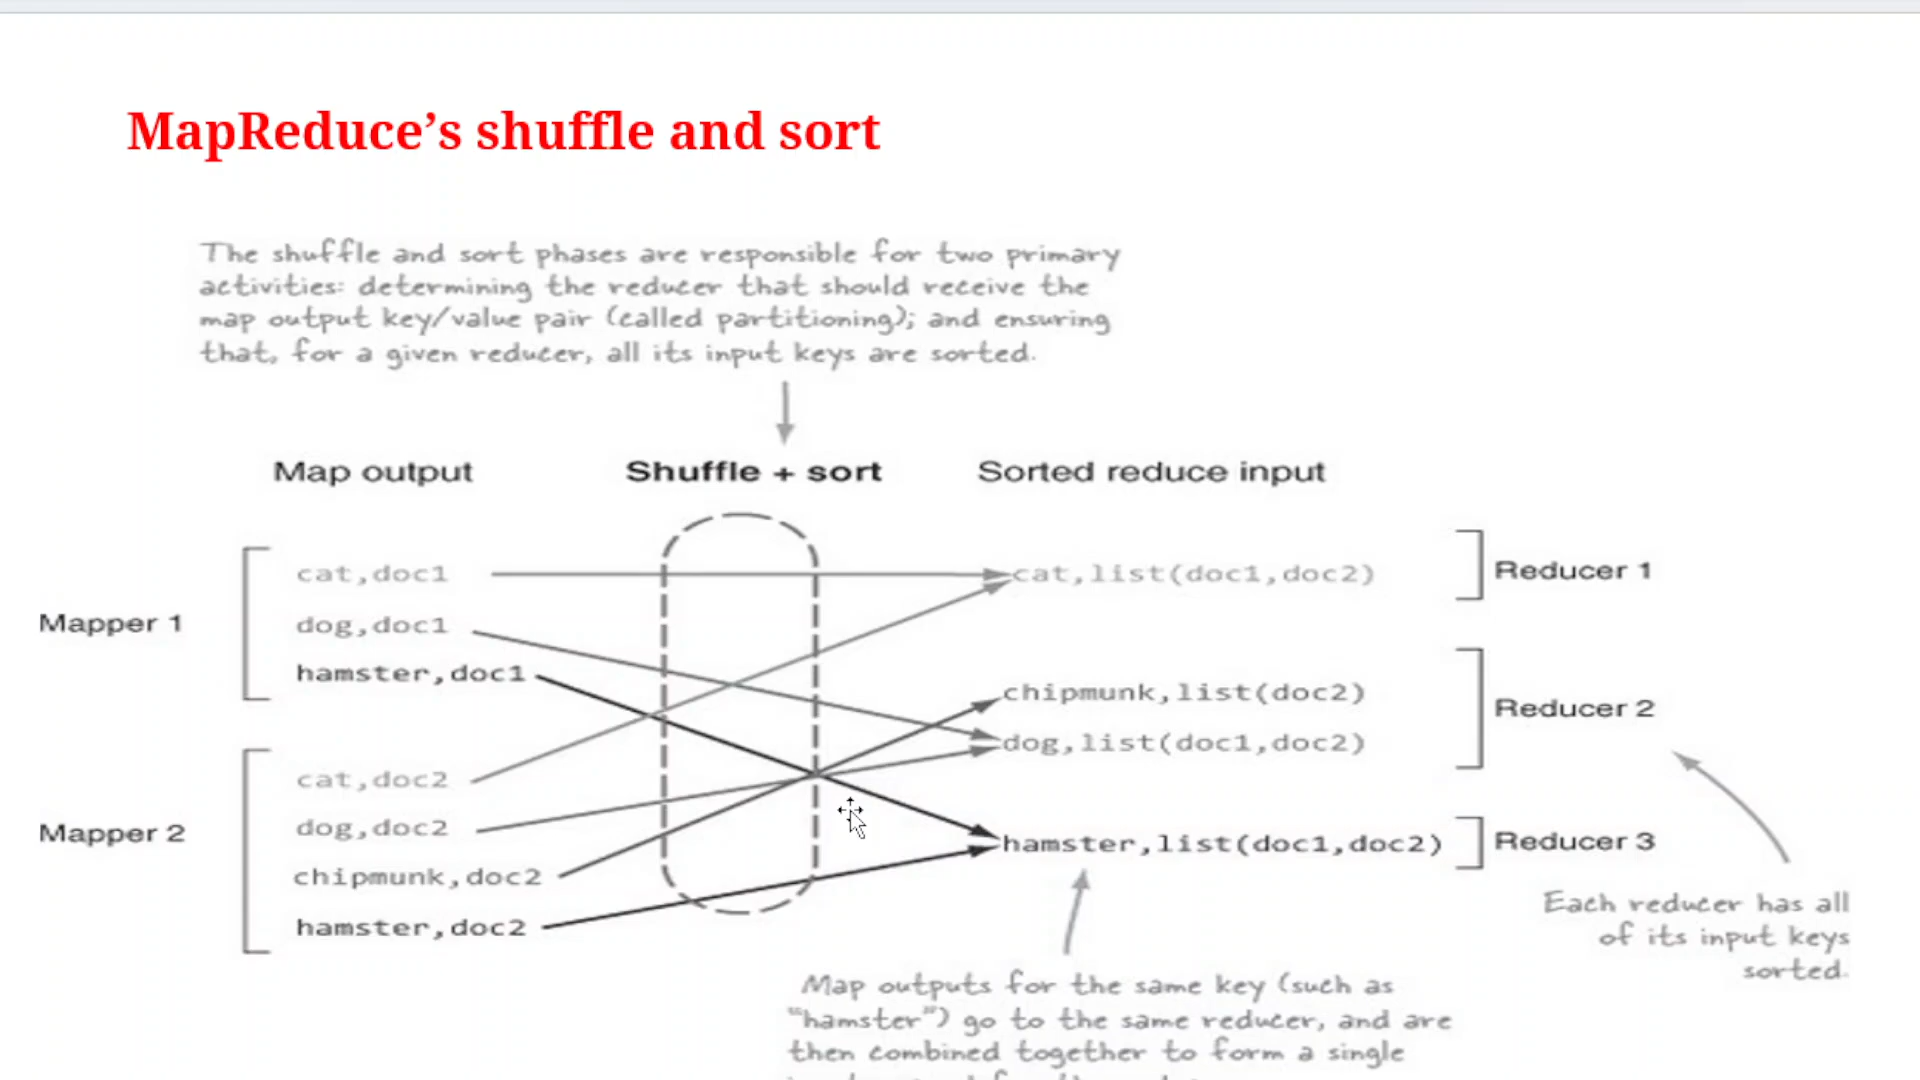 MapReduce’s shuffle and sort
The shuffle and sort phases are responsible for two primary
activities: determining the reducer that should receive the
map output key/value pair (called partitioning); and ensuring
that, for a given reducer, all its input keys are sorted.
Map output
Shuffle + sort
Sorted reduce input
Mapper 1
cat,doc1
dog,doc1
hamster,doc1
Mapper 2
cat,doc2
dog,doc2
chipmunk,doc2
hamster,doc2
cat,list(doc1,doc2)
Reducer 1
chipmunk,list(doc2)
dog,list(doc1,doc2)
Reducer 2
hamster,list(doc1,doc2)
Reducer 3
Each reducer has all
of its input keys
sorted.
Map outputs for the same key (such as
"hamster") go to the same reducer, and are
then combined together to form a single